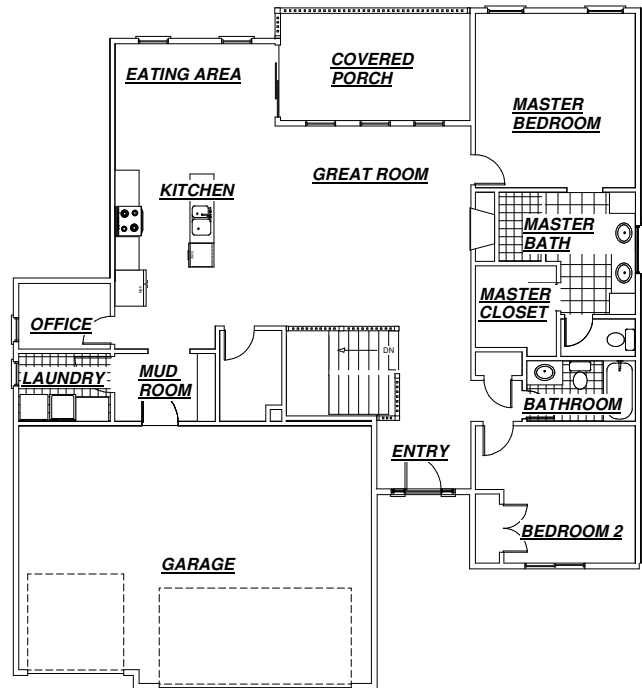 EATING AREA
COVERED
PORCH
MASTER
BEDROOM
KITCHEN
GREAT ROOM
MASTER
BATH
MASTER
CLOSET
OFFICE
DN
LAUNDRY
MUD
ROOM
BATHROOM
ENTRY
BEDROOM 2
GARAGE